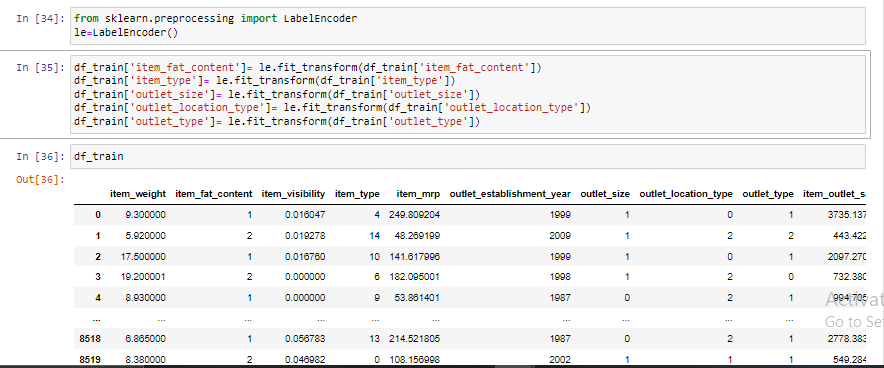 In [34]: from sklearn.preprocessing import LabelEncoder
le=LabelEncoder()
In [35]: df_train['item_fat_content']= le.fit_transform(df_train['item_fat_content'])
df_train['item_type']= le.fit_transform(df_train['item_type'])
df_train['outlet_size']= le.fit_transform(df_train['outlet_size'])
df_train['outlet_location_type']= le.fit_transform(df_train['outlet_location_type'])
df_train['outlet_type']= le.fit_transform(df_train['outlet_type'])
In [36]: df_train
Out[36]:
item_weight item_fat_content item_visibility item_type item_mrp outlet_establishment_year outlet_size outlet_location_type outlet_type item_outlet_sa
0 9.300000 1 0.016047 4 249.809204 1999 1 0 1 3735.137
1 5.920000 2 0.019278 14 48.269199 2009 1 2 2 443.422
2 17.500000 1 0.016760 10 141.617996 1999 1 0 1 2097.270
3 19.200001 2 0.000000 6 182.095001 1998 1 2 0 732.380
4 8.930000 1 0.000000 9 53.861401 1987 0 2 1 994.705
... ... ... ... ... ... ... ... ... ... ...
8518 6.865000 1 0.056783 13 214.521805 1987 0 2 1 2778.383
8519 8.380000 2 0.046982 0 108.156998 2002 1 1 1 549.284
Activat
Go to Set